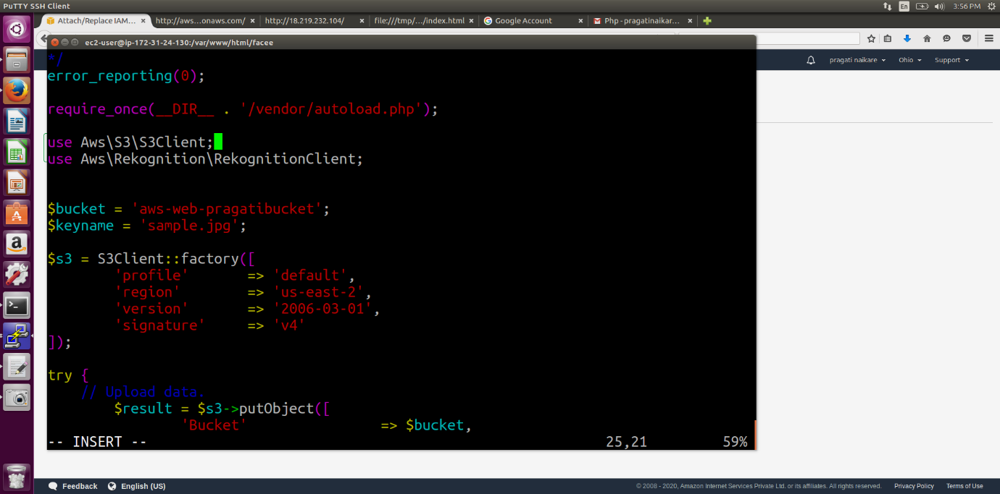 PuTTY SSH Client
En
3:56 PM
Attach/Replace IAM...
http://aws...onaws.com/
http://18.219.232.104/
file:///tmp/.../index.html
Google Account
Php - pragatinaikar...
ec2-user@ip-172-31-24-130:/var/www/html/facee
pragati naikare
Ohio
Support
*/
error_reporting(0);
require_once(__DIR__ . '/vendor/autoload.php');
use Aws\S3\S3Client;
use Aws\Rekognition\RekognitionClient;
$bucket = 'aws-web-pragatibucket';
$keyname = 'sample.jpg';
$s3 = S3Client::factory([
'profile' => 'default',
'region' => 'us-east-2',
'version' => '2006-03-01',
'signature' => 'v4'
]);
try {
// Upload data.
$result = $s3->putObject([
'Bucket' => $bucket,
-- INSERT -- 25,21 59%
Feedback English (US) © 2008 - 2020, Amazon Internet Services Private Ltd. or its affiliates. All rights reserved. Privacy Policy Terms of Use